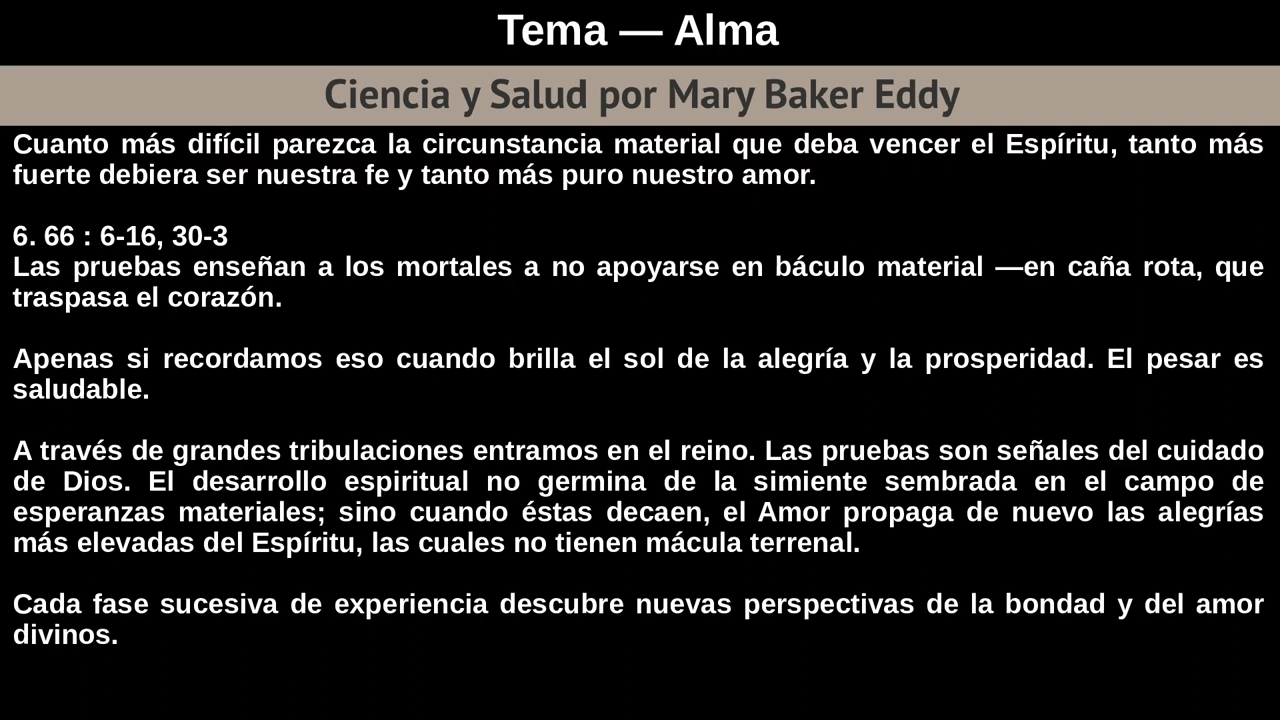 Tema — Alma
Ciencia y Salud por Mary Baker Eddy
Cuanto más difícil parezca la circunstancia material que deba vencer el Espíritu, tanto más
fuerte debiera ser nuestra fe y tanto más puro nuestro amor.
6. 66 : 6-16, 30-3
Las pruebas enseñan a los mortales a no apoyarse en báculo material —en caña rota, que
traspasa el corazón.
Apenas si recordamos eso cuando brilla el sol de la alegría y la prosperidad. El pesar es
saludable.
A través de grandes tribulaciones entramos en el reino. Las pruebas son señales del cuidado
de Dios. El desarrollo espiritual no germina de la simiente sembrada en el campo de
esperanzas materiales; sino cuando éstas decaen, el Amor propaga de nuevo las alegrías
más elevadas del Espíritu, las cuales no tienen mácula terrenal.
Cada fase sucesiva de experiencia descubre nuevas perspectivas de la bondad y del amor
divinos.